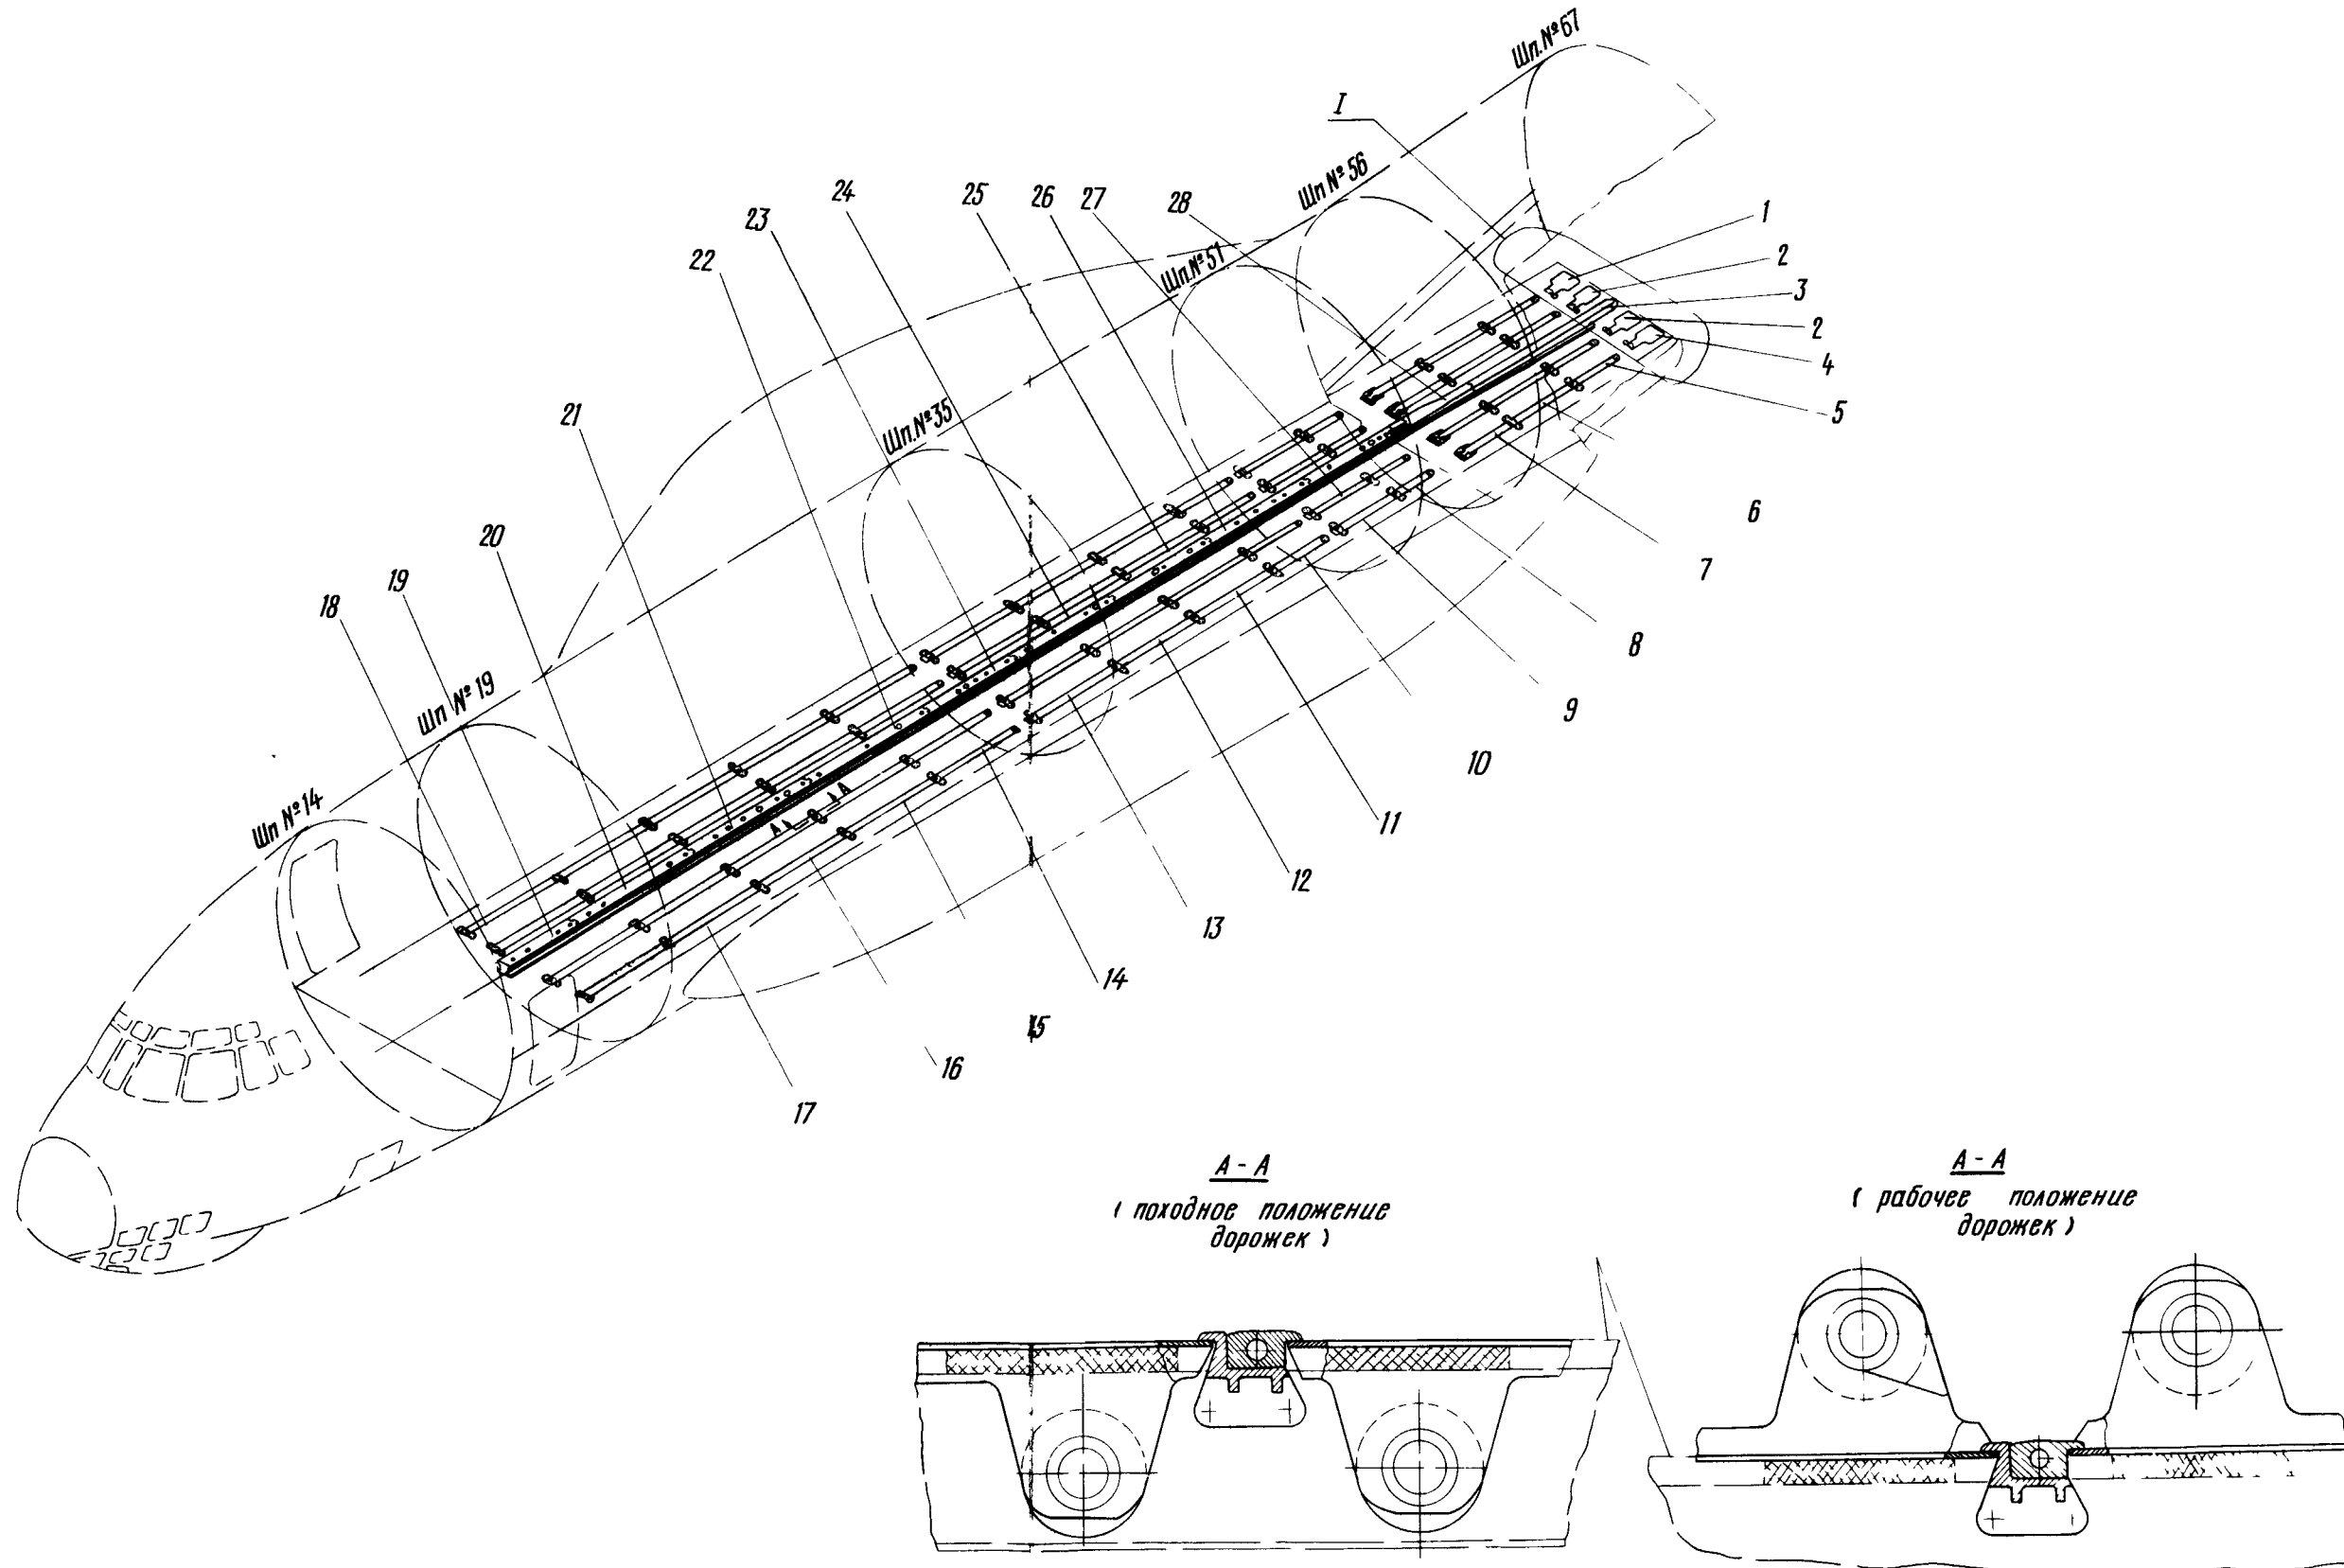 Шп.№67
I
Шп №56
24
25
26
27
28
1
23
Шп.№51
2
22
3
2
4
21
Шп.№35
5
20
6
19
7
18
8
Шп №19
9
10
Шп №14
11
A
A
12
13
14
15
16
17
A - A
( походное положение
дорожек )
A - A
( рабочее положение
дорожек )